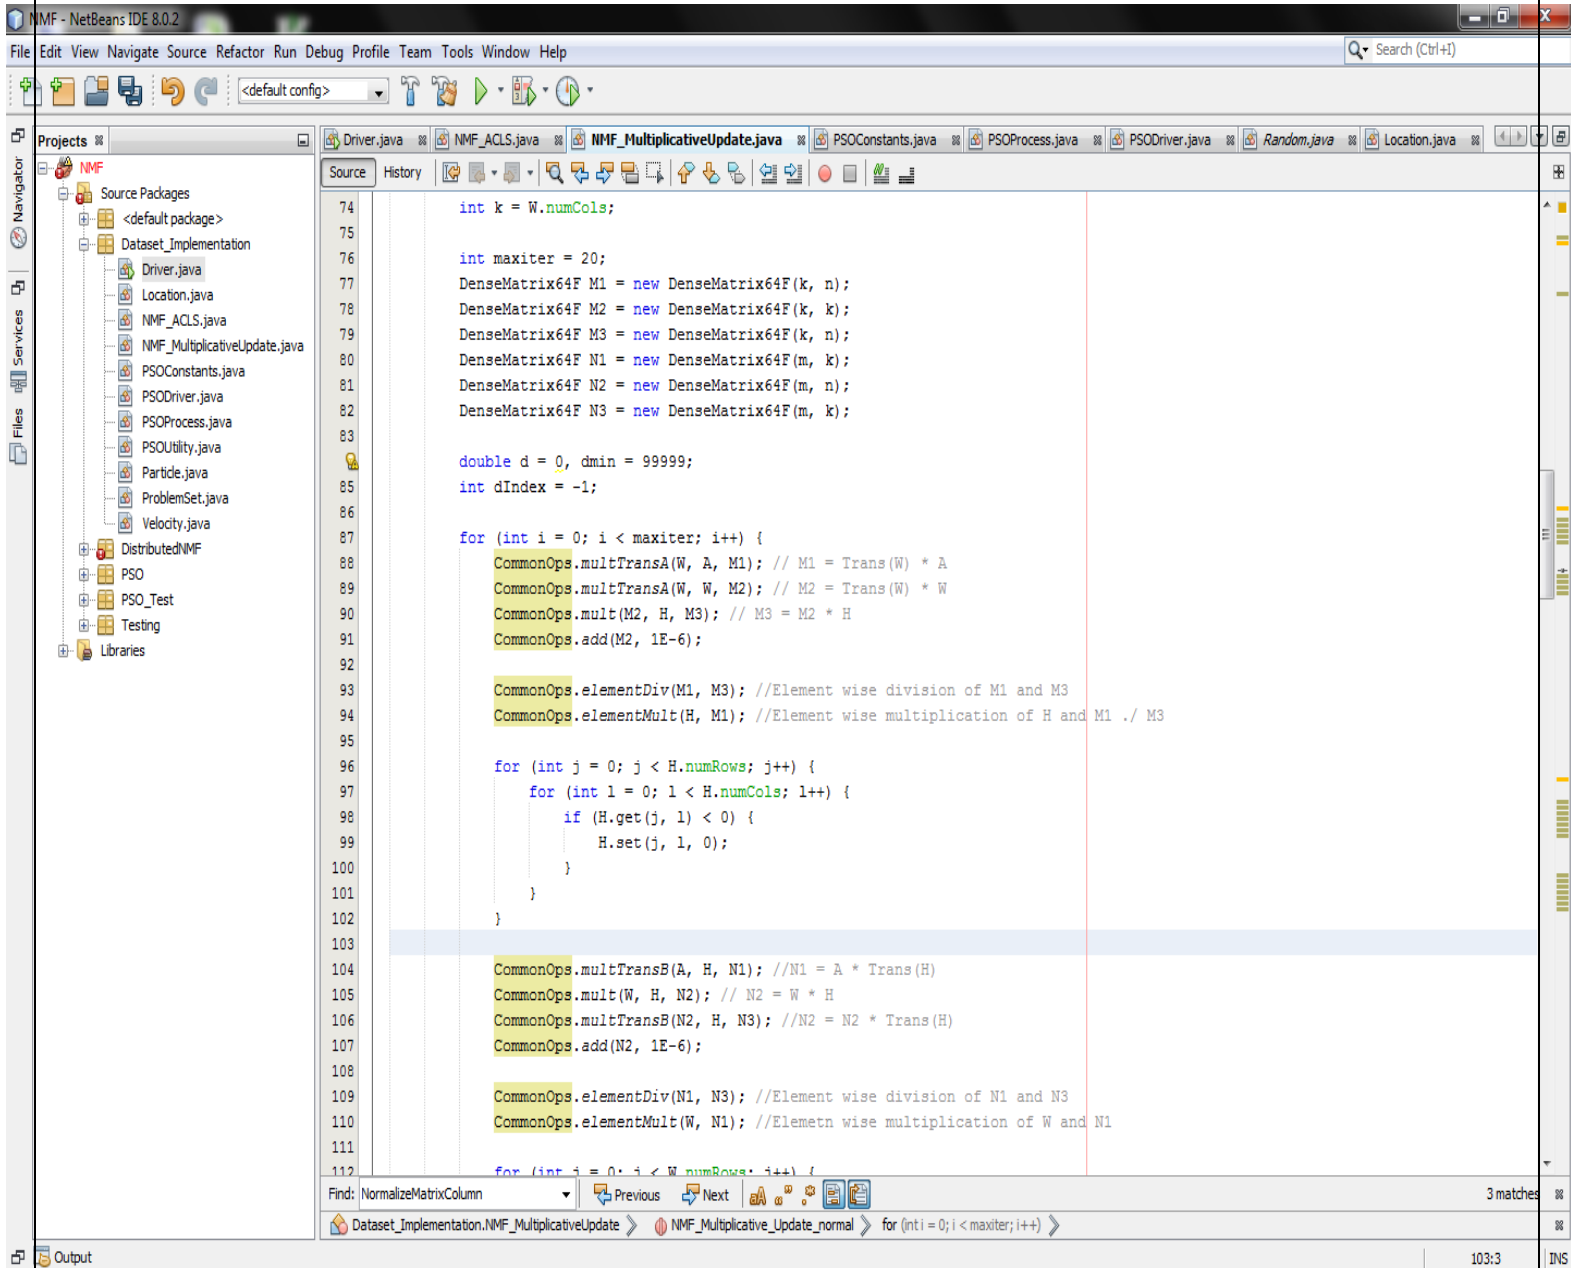 NMF - NetBeans IDE 8.0.2
File Edit View Navigate Source Refactor Run Debug Profile Team Tools Window Help
Search (Ctrl+I)
<default config>
Projects
Navigator
Services
Files
NMF
Source Packages
<default package>
Dataset_Implementation
Driver.java
Location.java
NMF_ACLS.java
NMF_MultiplicativeUpdate.java
PSOConstants.java
PSODriver.java
PSOProcess.java
PSOUtility.java
Particle.java
ProblemSet.java
Velocity.java
DistributedNMF
PSO
PSO_Test
Testing
Libraries
Driver.java NMF_ACLS.java NMF_MultiplicativeUpdate.java PSOConstants.java PSOProcess.java PSODriver.java Random.java Location.java
Source History
74 int k = W.numCols;
75
76 int maxiter = 20;
77 DenseMatrix64F M1 = new DenseMatrix64F(k, n);
78 DenseMatrix64F M2 = new DenseMatrix64F(k, k);
79 DenseMatrix64F M3 = new DenseMatrix64F(k, n);
80 DenseMatrix64F N1 = new DenseMatrix64F(m, k);
81 DenseMatrix64F N2 = new DenseMatrix64F(m, n);
82 DenseMatrix64F N3 = new DenseMatrix64F(m, k);
83
double d = 0, dmin = 99999;
85 int dIndex = -1;
86
87 for (int i = 0; i < maxiter; i++) {
88 CommonOps.multTransA(W, A, M1); // M1 = Trans(W) * A
89 CommonOps.multTransA(W, W, M2); // M2 = Trans(W) * W
90 CommonOps.mult(M2, H, M3); // M3 = M2 * H
91 CommonOps.add(M2, 1E-6);
92
93 CommonOps.elementDiv(M1, M3); //Element wise division of M1 and M3
94 CommonOps.elementMult(H, M1); //Element wise multiplication of H and M1 ./ M3
95
96 for (int j = 0; j < H.numRows; j++) {
97 for (int l = 0; l < H.numCols; l++) {
98 if (H.get(j, l) < 0) {
99 H.set(j, l, 0);
100 }
101 }
102 }
103
104 CommonOps.multTransB(A, H, N1); //N1 = A * Trans(H)
105 CommonOps.mult(W, H, N2); // N2 = W * H
106 CommonOps.multTransB(N2, H, N3); //N2 = N2 * Trans(H)
107 CommonOps.add(N2, 1E-6);
108
109 CommonOps.elementDiv(N1, N3); //Element wise division of N1 and N3
110 CommonOps.elementMult(W, N1); //Elemetn wise multiplication of W and N1
111
112 for (int j = 0; j < W.numRows; j++) {
Find: NormalizeMatrixColumn Previous Next 3 matches
Dataset_Implementation.NMF_MultiplicativeUpdate NMF_Multiplicative_Update_normal for (int i = 0; i < maxiter; i++)
Output 103:3 INS